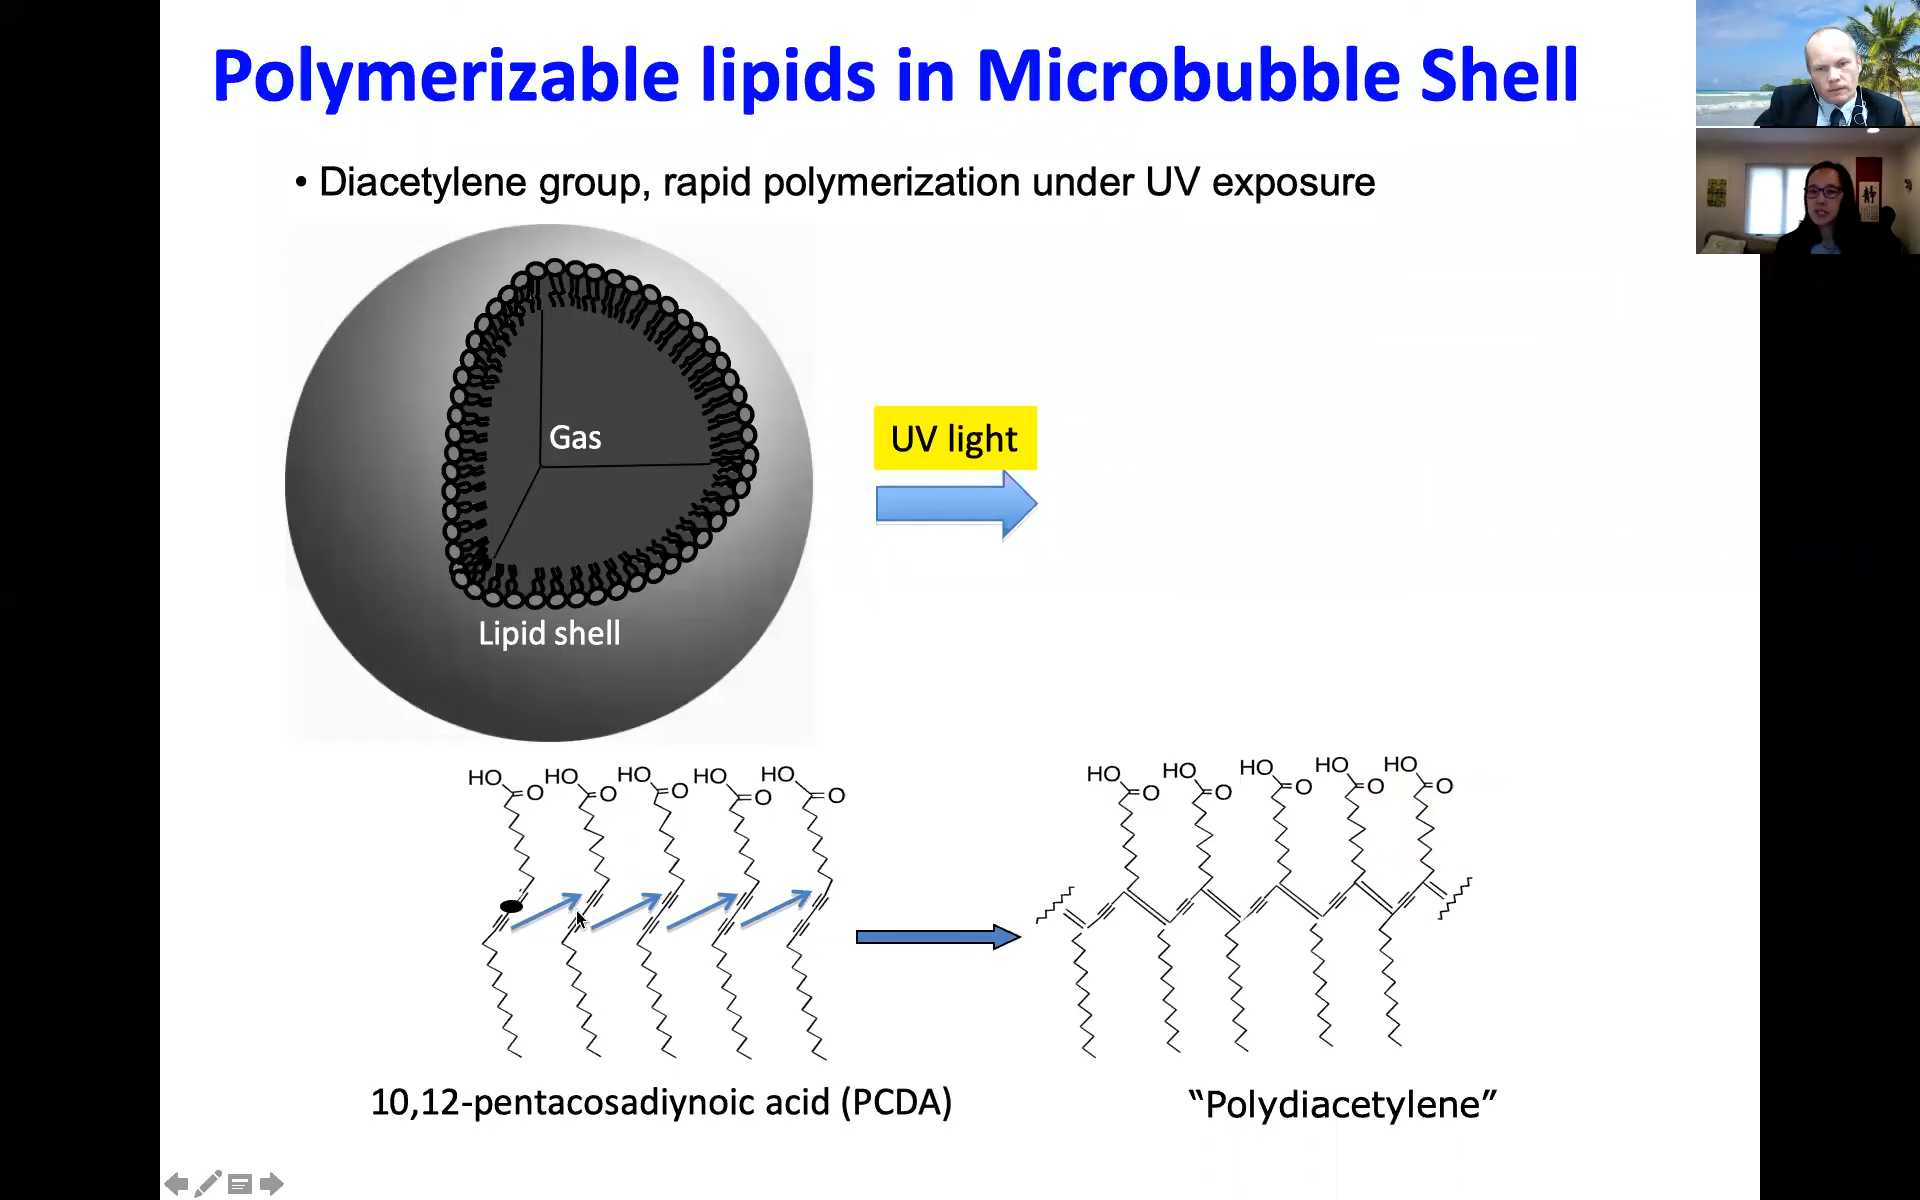 Polymerizable lipids in Microbubble Shell
• Diacetylene group, rapid polymerization under UV exposure
Gas
Lipid shell
UV light
HO HO HO HO HO
O O O O O
HO HO HO HO HO
O O O O O
10,12-pentacosadiynoic acid (PCDA)
“Polydiacetylene”
静